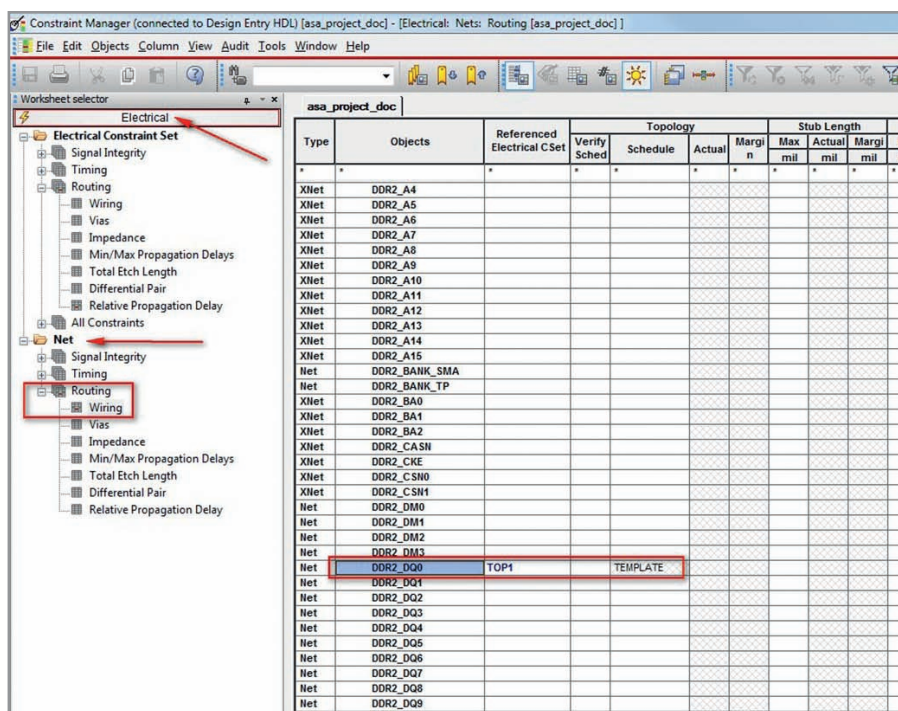 Constraint Manager (connected to Design Entry HDL) [asa_project_doc] - [Electrical: Nets: Routing [asa_project_doc] ]
File Edit Objects Column View Audit Tools Window Help
Worksheet selector
Electrical
Electrical Constraint Set
Signal Integrity
Timing
Routing
Wiring
Vias
Impedance
Min/Max Propagation Delays
Total Etch Length
Differential Pair
Relative Propagation Delay
All Constraints
Net
Signal Integrity
Timing
Routing
Wiring
Vias
Impedance
Min/Max Propagation Delays
Total Etch Length
Differential Pair
Relative Propagation Delay
asa_project_doc
Type Objects Referenced Electrical CSet Topology Stub Length
Verify Sched Schedule Actual Margin Max Actual Margi
mil mil mil
* * * * * * * * * * *
XNet DDR2_A4
XNet DDR2_A5
XNet DDR2_A6
XNet DDR2_A7
XNet DDR2_A8
XNet DDR2_A9
XNet DDR2_A10
XNet DDR2_A11
XNet DDR2_A12
XNet DDR2_A13
XNet DDR2_A14
XNet DDR2_A15
Net DDR2_BANK_SMA
Net DDR2_BANK_TP
XNet DDR2_BA0
XNet DDR2_BA1
XNet DDR2_BA2
XNet DDR2_CASN
XNet DDR2_CKE
XNet DDR2_CSN0
XNet DDR2_CSN1
Net DDR2_DM0
Net DDR2_DM1
Net DDR2_DM2
Net DDR2_DM3
Net DDR2_DQ0 TOP1 TEMPLATE
Net DDR2_DQ1
Net DDR2_DQ2
Net DDR2_DQ3
Net DDR2_DQ4
Net DDR2_DQ5
Net DDR2_DQ6
Net DDR2_DQ7
Net DDR2_DQ8
Net DDR2_DQ9